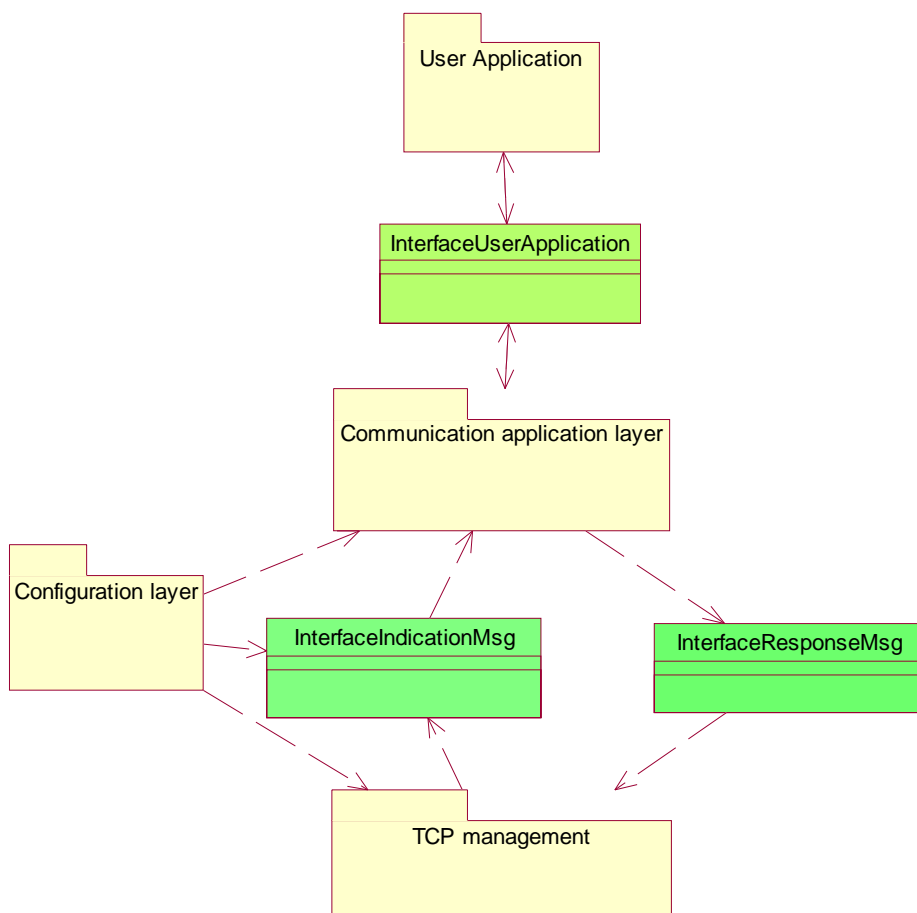 User Application
InterfaceUserApplication
Communication application layer
Configuration layer
InterfaceIndicationMsg
InterfaceResponseMsg
TCP management